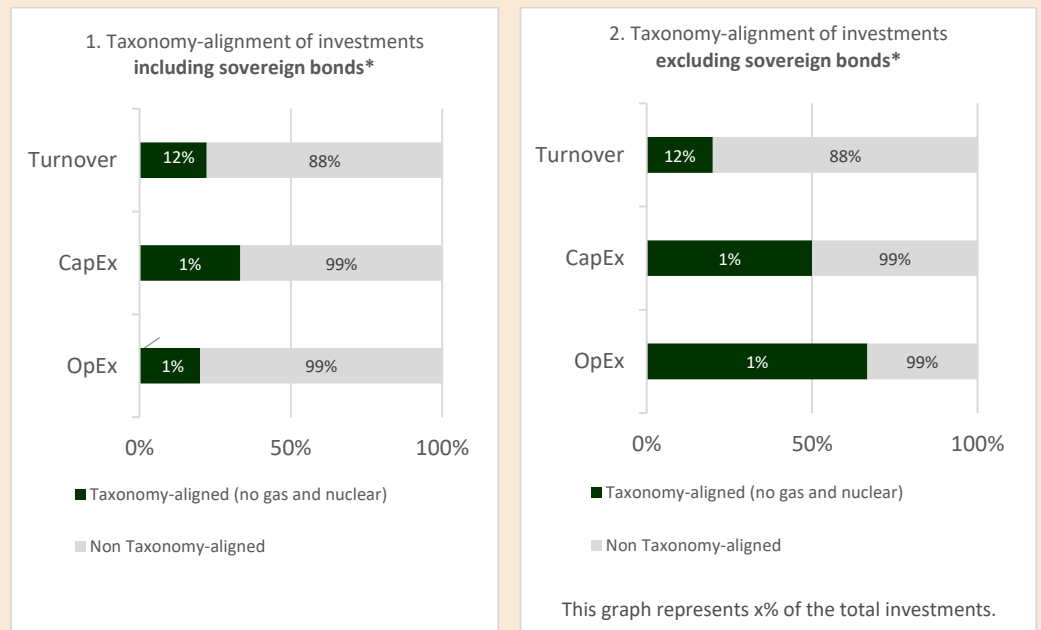 1. Taxonomy-alignment of investments
including sovereign bonds*
Turnover
12%
88%
CapEx
1%
99%
OpEx
1%
99%
0%
50%
100%
Taxonomy-aligned (no gas and nuclear)
Non Taxonomy-aligned
2. Taxonomy-alignment of investments
excluding sovereign bonds*
Turnover
12%
88%
CapEx
1%
99%
OpEx
1%
99%
0%
50%
100%
Taxonomy-aligned (no gas and nuclear)
Non Taxonomy-aligned
This graph represents x% of the total investments.